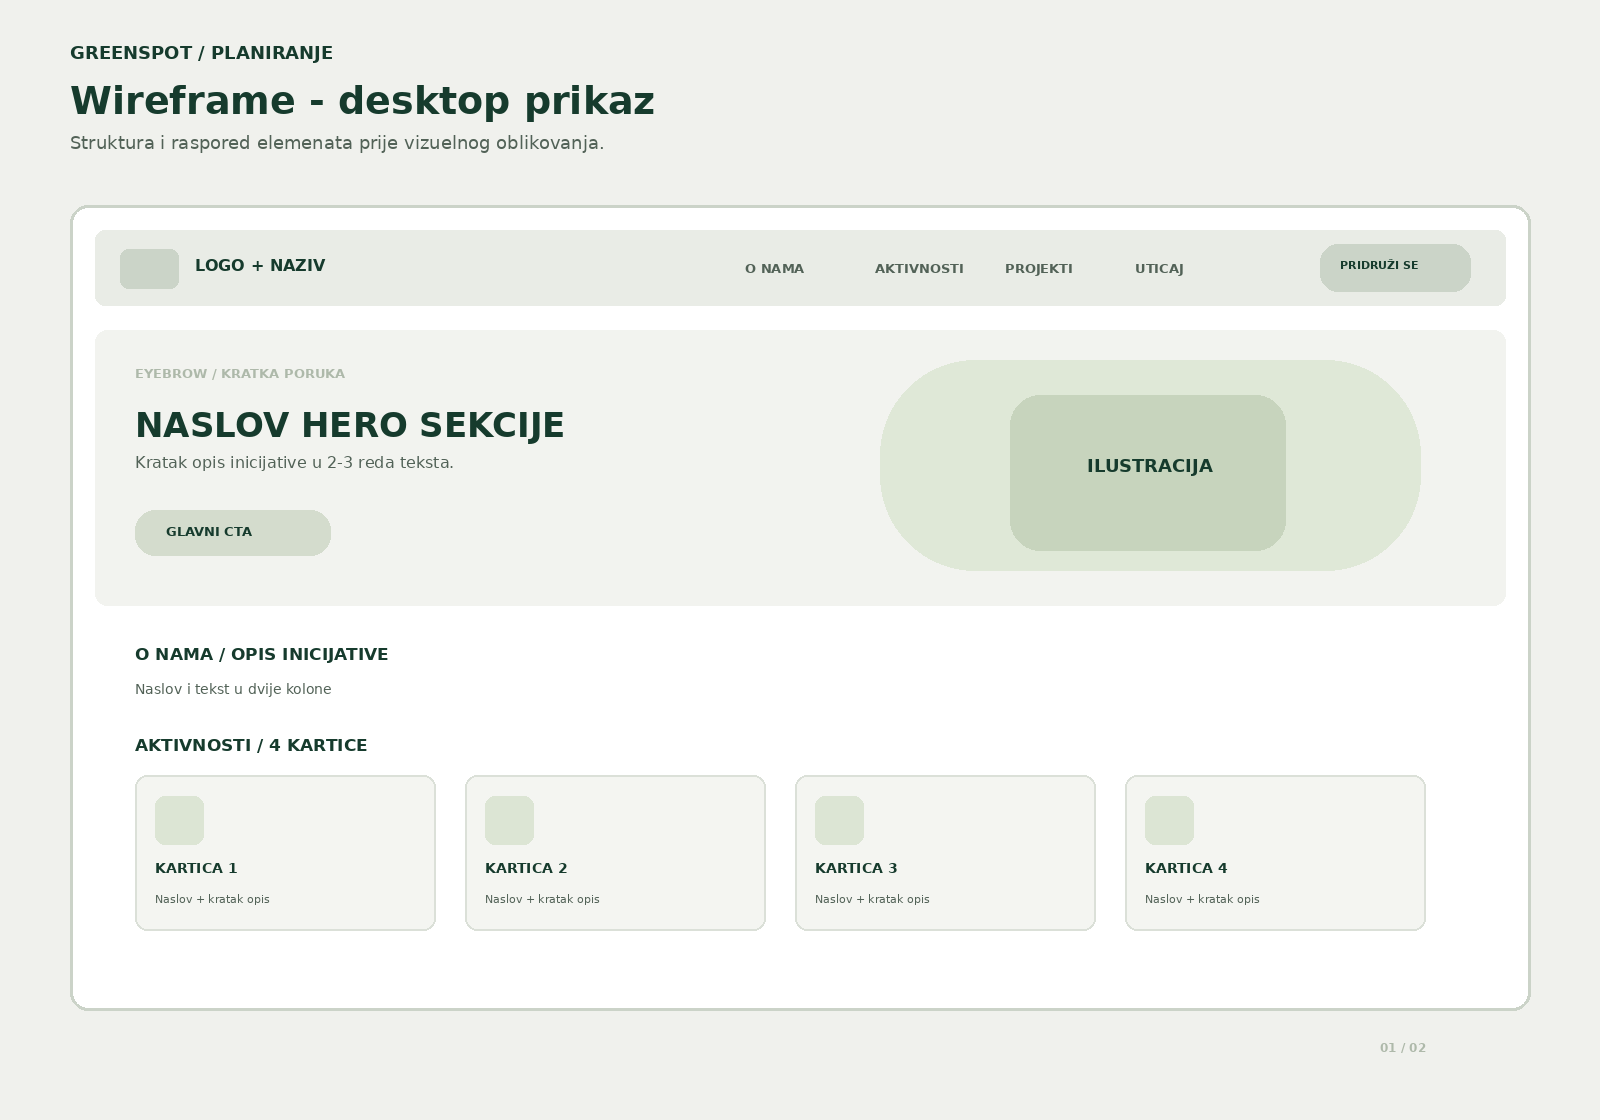 GREENSPOT / PLANIRANJE
Wireframe - desktop prikaz
Struktura i raspored elemenata prije vizuelnog oblikovanja.
LOGO + NAZIV
O NAMA
AKTIVNOSTI
PROJEKTI
UTICAJ
PRIDRUŽI SE
EYEBROW / KRATKA PORUKA
NASLOV HERO SEKCIJE
Kratak opis inicijative u 2-3 reda teksta.
GLAVNI CTA
ILUSTRACIJA
O NAMA / OPIS INICIJATIVE
Naslov i tekst u dvije kolone
AKTIVNOSTI / 4 KARTICE
KARTICA 1
Naslov + kratak opis
KARTICA 2
Naslov + kratak opis
KARTICA 3
Naslov + kratak opis
KARTICA 4
Naslov + kratak opis
01 / 02